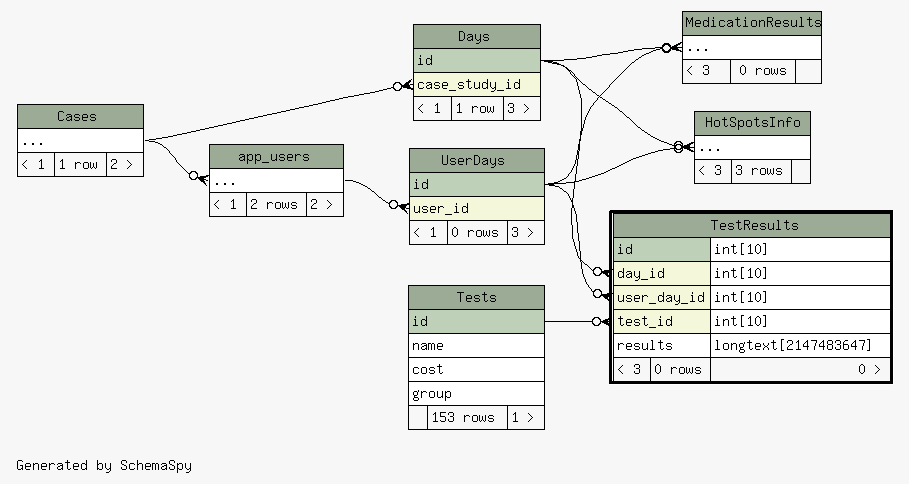 Days
id
case_study_id
< 1 1 row 3 >
MedicationResults
...
< 3 0 rows
Cases
...
< 1 1 row 2 >
app_users
...
< 1 2 rows 2 >
UserDays
id
user_id
< 1 0 rows 3 >
HotSpotsInfo
...
< 3 3 rows
TestResults
id int[10]
day_id int[10]
user_day_id int[10]
test_id int[10]
results longtext[2147483647]
< 3 0 rows 0 >
Tests
id
name
cost
group
153 rows 1 >
Generated by SchemaSpy